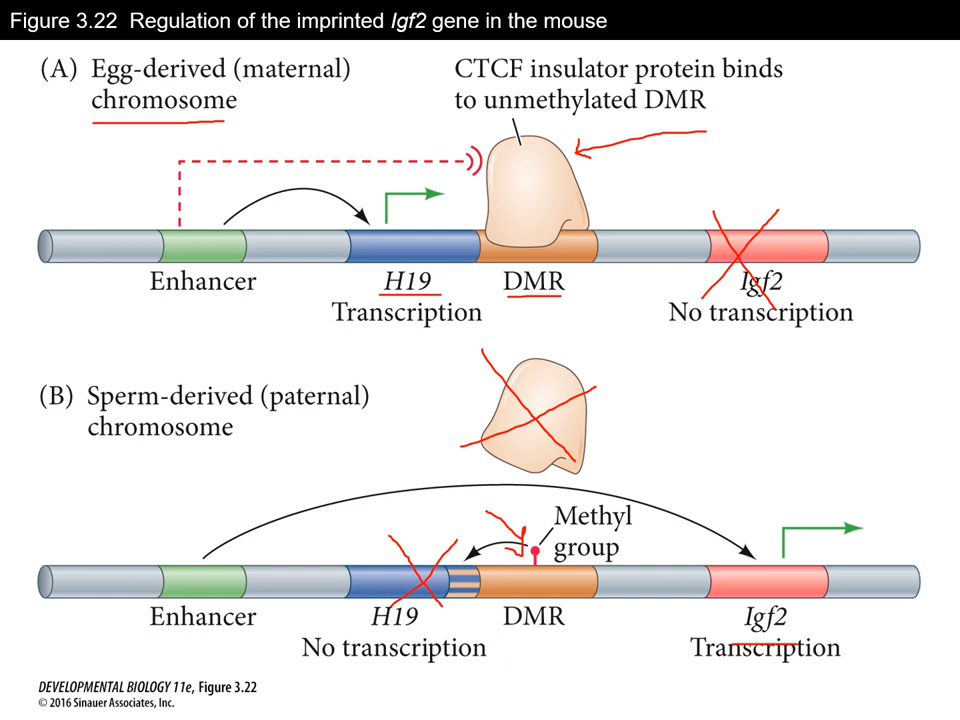 Figure 3.22 Regulation of the imprinted Igf2 gene in the mouse
(A) Egg-derived (maternal)
chromosome
CTCF insulator protein binds
to unmethylated DMR
Enhancer
H19
Transcription
DMR
Igf2
No transcription
(B) Sperm-derived (paternal)
chromosome
Methyl
group
Enhancer
H19
No transcription
DMR
Igf2
Transcription
DEVELOPMENTAL BIOLOGY 11e, Figure 3.22
© 2016 Sinauer Associates, Inc.